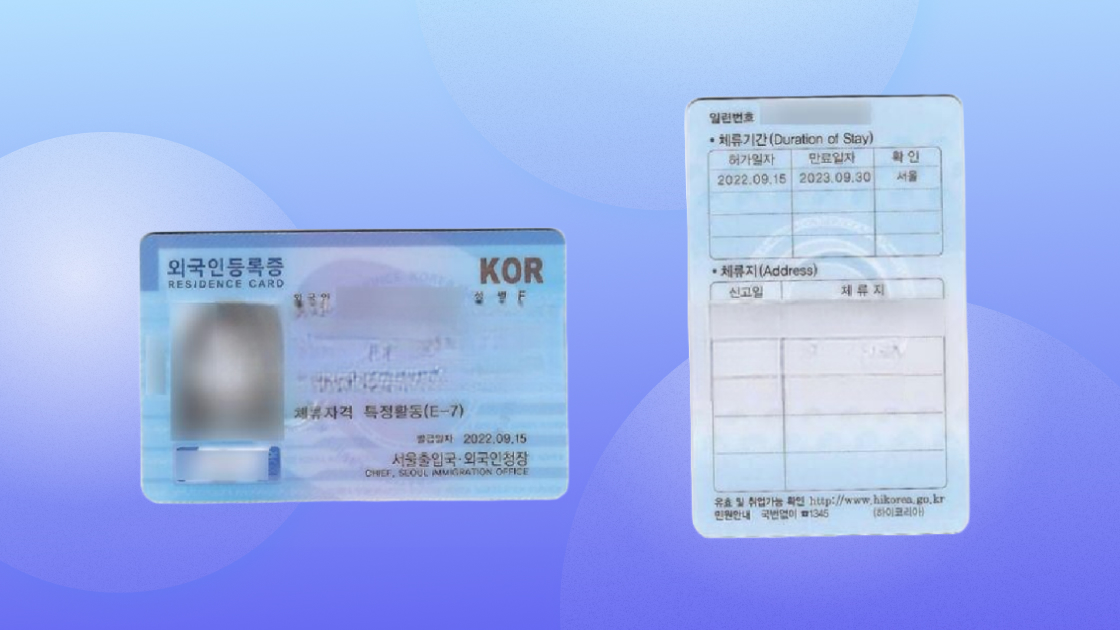 외국인등록증
RESIDENCE CARD
KOR
외국인
성 별 F
체류자격 특정활동(E-7)
발급일자 2022.09.15
서울출입국·외국인청장
CHIEF, SEOUL IMMIGRATION OFFICE
일련번호
• 체류기간(Duration of Stay)
허가일자 만료일자 확 인
2022.09.15 2023.09.30 서울
• 체류지(Address)
신고일 체 류 지
유효 및 취업가능 확인 http://www.hikorea.go.kr
민원안내 국번없이 ☎1345 (하이코리아)